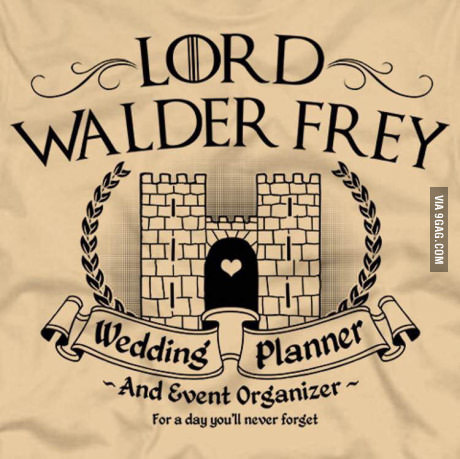 LORD
WALDER FREY
Wedding Planner
~ And Event Organizer ~
For a day you'll never forget
VIA 9GAG.COM